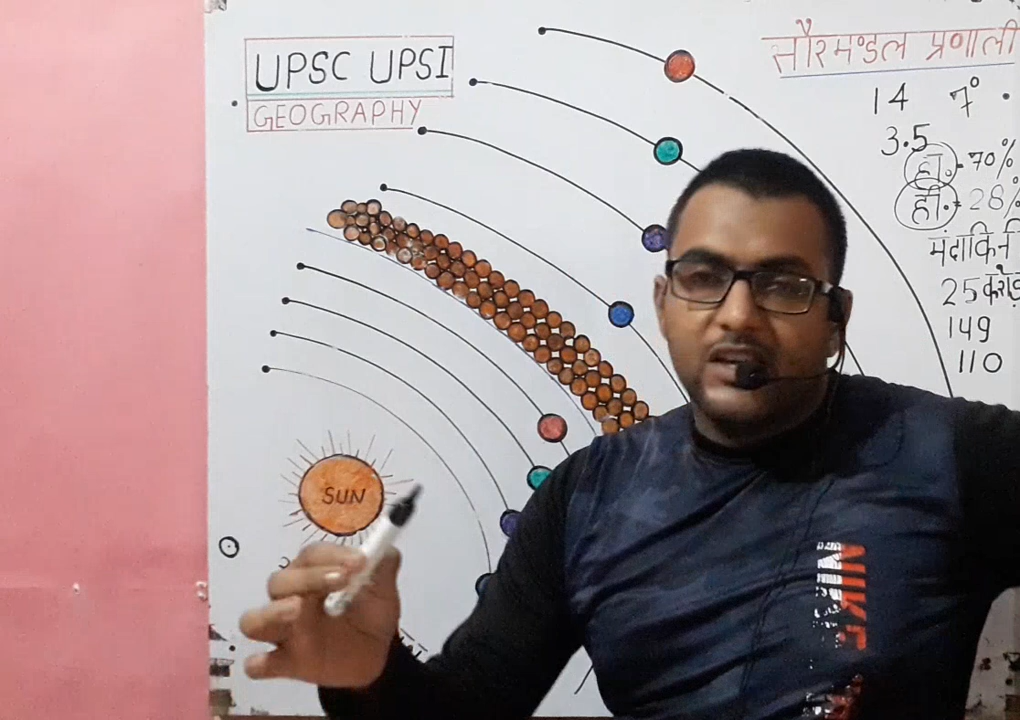 UPSC UPSI
GEOGRAPHY
सौरमण्डल प्रणाली
14 7°
3.5
हा. - 70%
ही. - 28%
मंदाकिनी
25 करोड़
149
110
SUN
NIKE